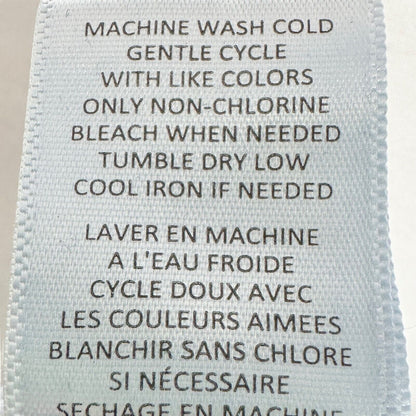 MACHINE WASH COLD
GENTLE CYCLE
WITH LIKE COLORS
ONLY NON-CHLORINE
BLEACH WHEN NEEDED
TUMBLE DRY LOW
COOL IRON IF NEEDED
LAVER EN MACHINE
A L'EAU FROIDE
CYCLE DOUX AVEC
LES COULEURS AIMEES
BLANCHIR SANS CHLORE
SI NÉCESSAIRE
SECHAGE EN MACHINE